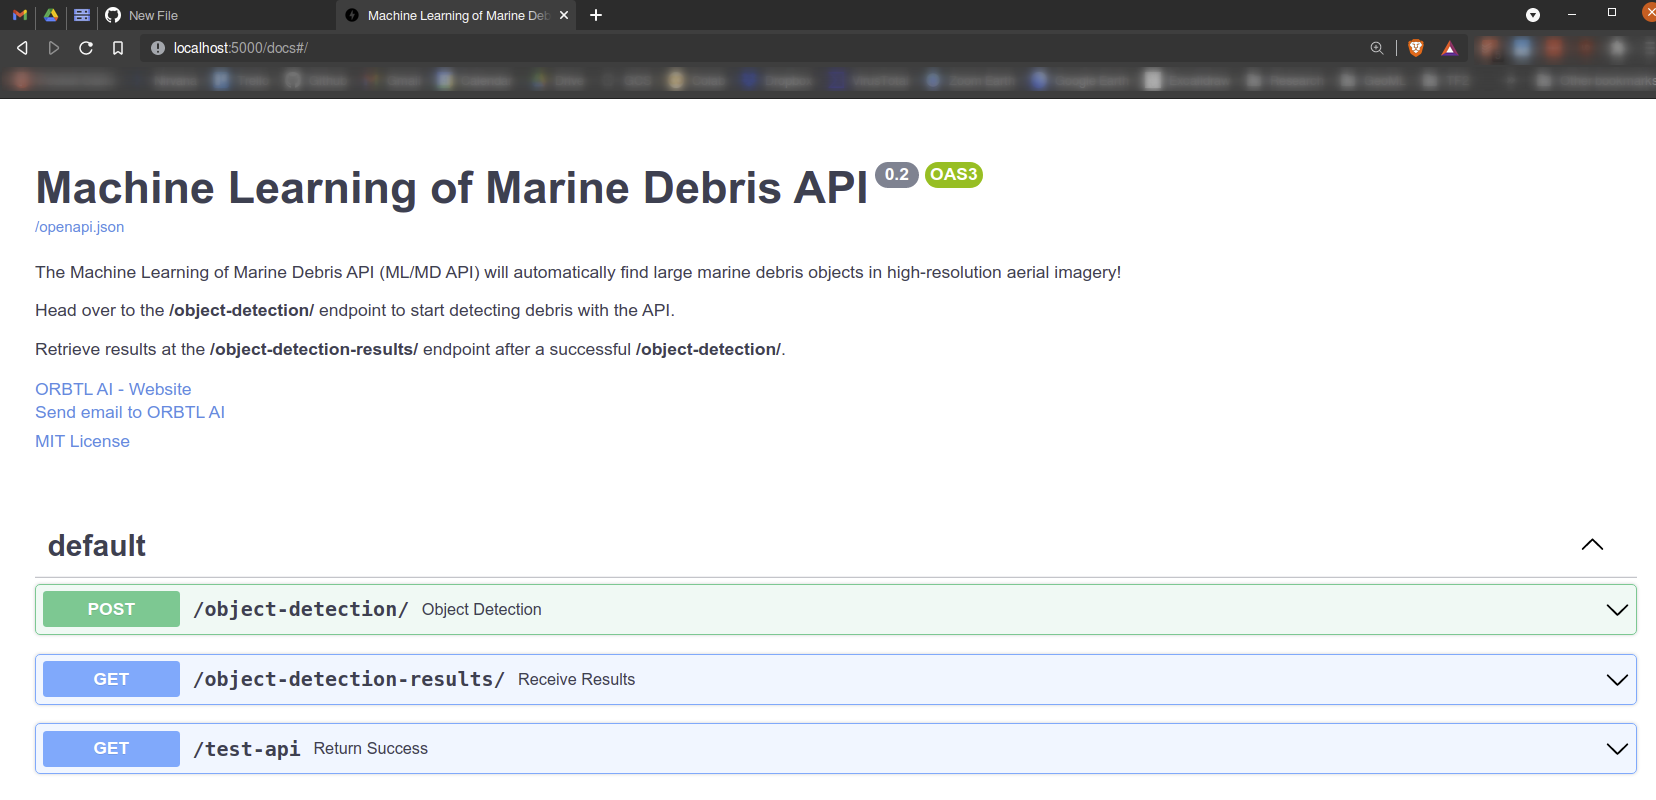 New File
Machine Learning of Marine Deb
localhost:5000/docs#/
Machine Learning of Marine Debris API 0.2 OAS3
/openapi.json
The Machine Learning of Marine Debris API (ML/MD API) will automatically find large marine debris objects in high-resolution aerial imagery!
Head over to the /object-detection/ endpoint to start detecting debris with the API.
Retrieve results at the /object-detection-results/ endpoint after a successful /object-detection/.
ORBTL AI - Website
Send email to ORBTL AI
MIT License
default
POST /object-detection/ Object Detection
GET /object-detection-results/ Receive Results
GET /test-api Return Success